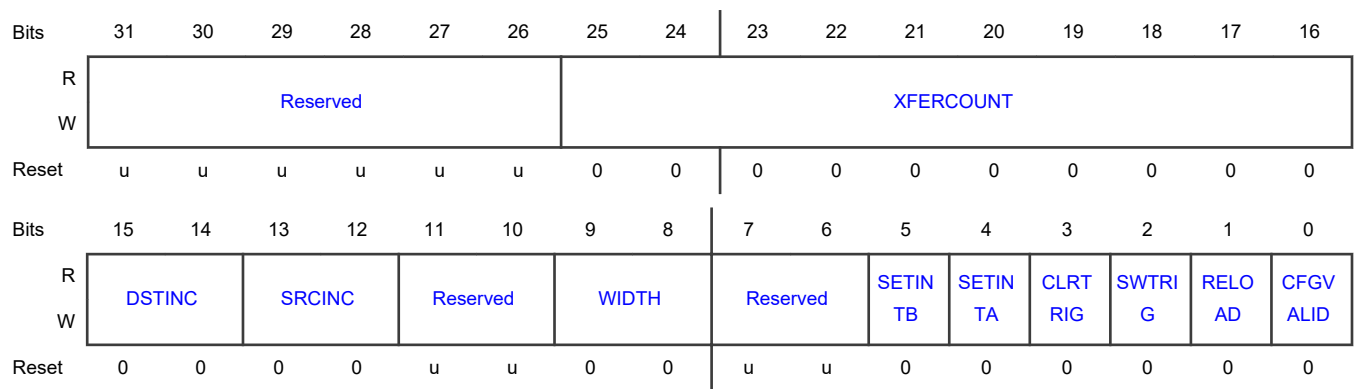 Bits 31 30 29 28 27 26 25 24 23 22 21 20 19 18 17 16
R
Reserved XFERCOUNT
W
Reset u u u u u u 0 0 0 0 0 0 0 0 0 0
Bits 15 14 13 12 11 10 9 8 7 6 5 4 3 2 1 0
R SETIN SETIN CLRT SWTRI RELO CFGV
DSTINC SRCINC Reserved WIDTH Reserved
W TB TA RIG G AD ALID
Reset 0 0 0 0 u u 0 0 u u 0 0 0 0 0 0